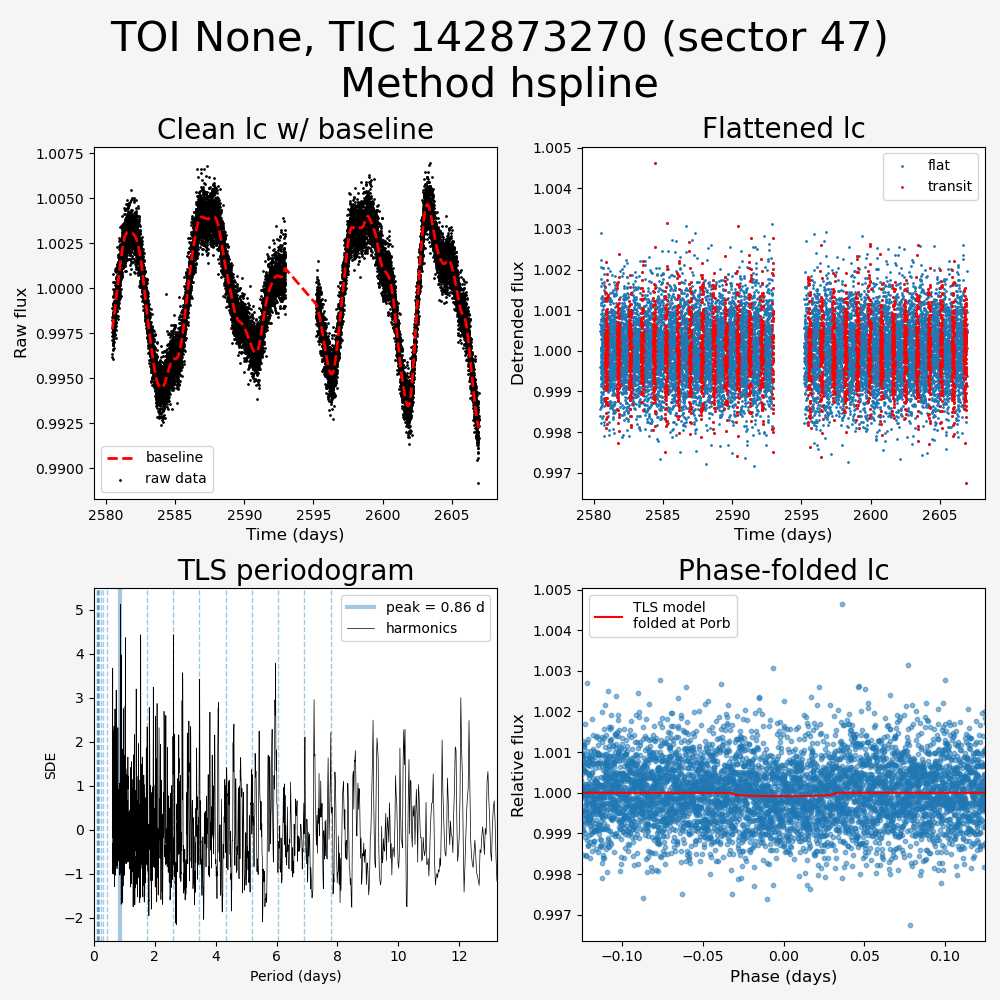 TOI None, TIC 142873270 (sector 47)
Method hspline
Clean lc w/ baseline
Raw flux
1.0075
1.0050
1.0025
1.0000
0.9975
0.9950
0.9925
0.9900
baseline
raw data
2580
2585
2590
2595
2600
2605
Time (days)
Flattened lc
Detrended flux
1.005
1.004
1.003
1.002
1.001
1.000
0.999
0.998
0.997
flat
transit
2580
2585
2590
2595
2600
2605
Time (days)
TLS periodogram
SDE
5
4
3
2
1
0
−1
−2
peak = 0.86 d
harmonics
0
2
4
6
8
10
12
Period (days)
Phase-folded lc
Relative flux
1.005
1.004
1.003
1.002
1.001
1.000
0.999
0.998
0.997
TLS model
folded at Porb
−0.10
−0.05
0.00
0.05
0.10
Phase (days)